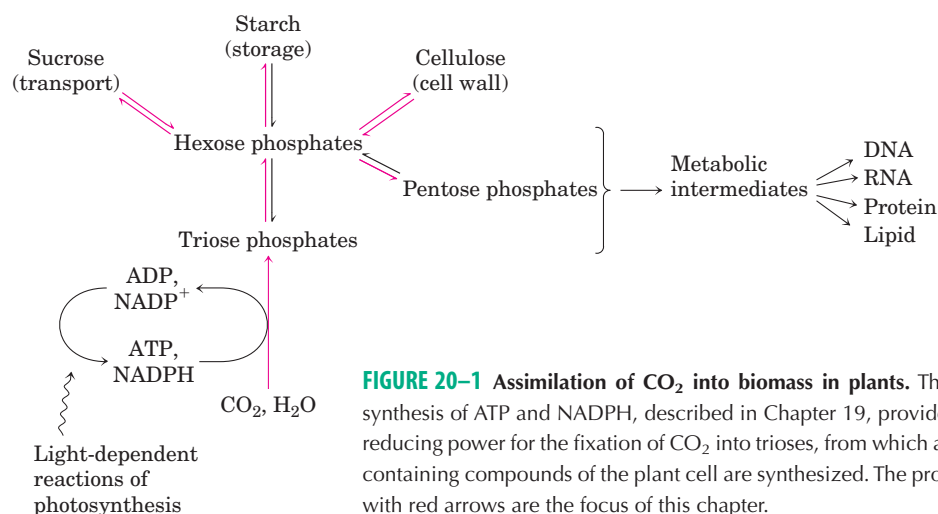 Starch
(storage)
Sucrose
(transport)
Cellulose
(cell wall)
Hexose phosphates
Pentose phosphates
Metabolic
intermediates
DNA
RNA
Protein
Lipid
Triose phosphates
ADP,
NADP+
ATP,
NADPH
CO₂, H₂O
Light-dependent
reactions of
photosynthesis
FIGURE 20–1 Assimilation of CO₂ into biomass in plants.
synthesis of ATP and NADPH, described in Chapter 19, provide
reducing power for the fixation of CO₂ into trioses, from which
containing compounds of the plant cell are synthesized. The
with red arrows are the focus of this chapter.